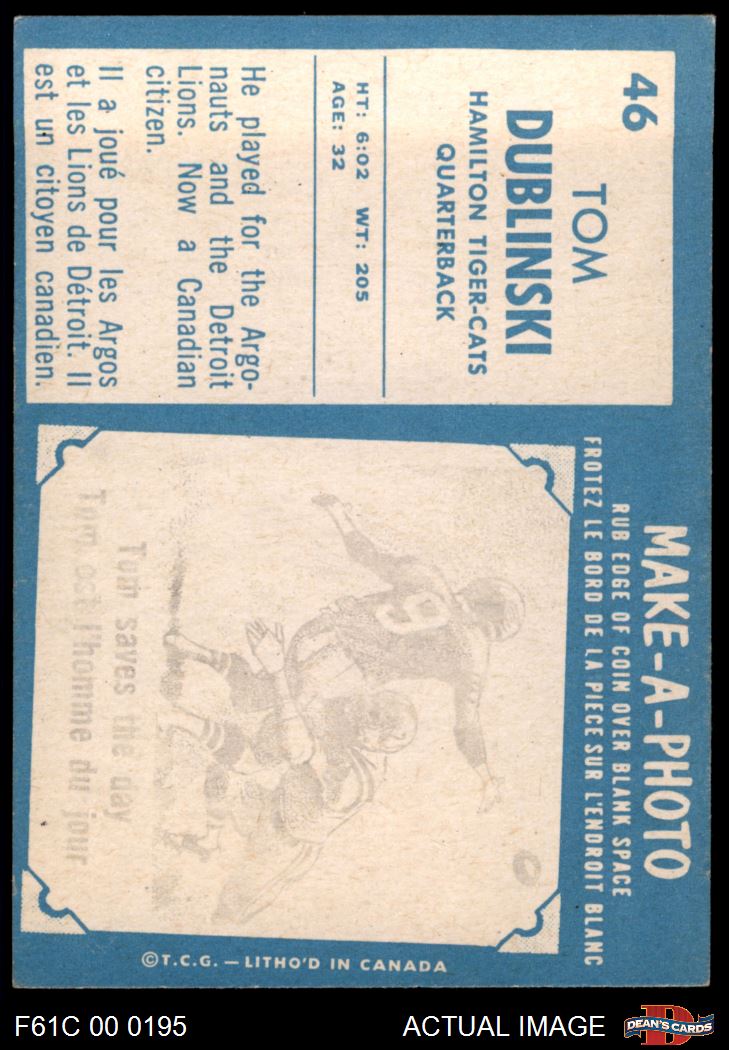 46
TOM
DUBLINSKI
HAMILTON TIGER-CATS
QUARTERBACK
HT: 6:02 WT: 205
AGE: 32
He played for the Argo-
nauts and the Detroit
Lions. Now a Canadian
citizen.
Il a joué pour les Argos
et les Lions de Détroit. Il
est un citoyen canadien.
MAKE-A-PHOTO
RUB EDGE OF COIN OVER BLANK SPACE
FROTEZ LE BORD DE LA PIECE SUR L'ENDROIT BLANC
9
Tom saves the day
Tom est l'homme du jour
©T.C.G. — LITHO'D IN CANADA
F61C 00 0195
ACTUAL IMAGE
D
DEAN'S CARDS